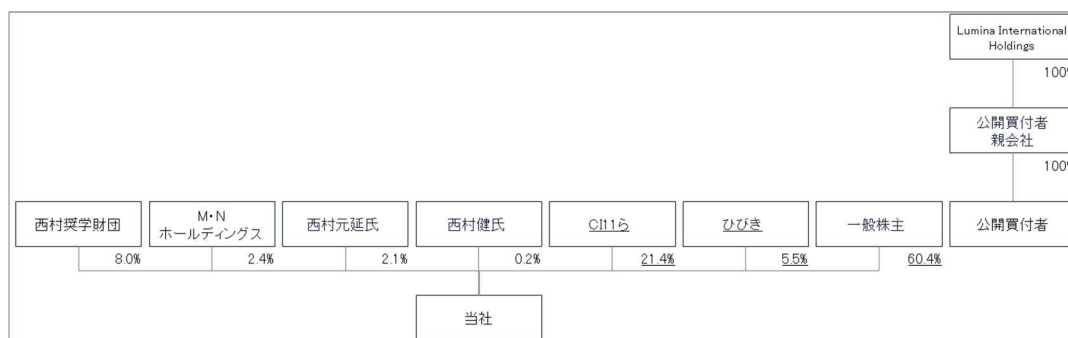 Lumina International
Holdings
100%
公開買付者
親会社
100%
西村奨学財団
M・N
ホールディングス
西村元延氏
西村健氏
CI11ら
ひびき
一般株主
公開買付者
8.0%
2.4%
2.1%
0.2%
21.4%
5.5%
60.4%
当社